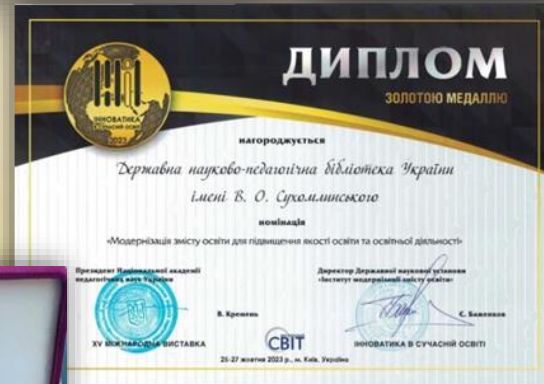 ДИПЛОМ
ЗОЛОТОЮ МЕДАЛЛЮ
ІННОВАТИКА
В СУЧАСНІЙ ОСВІТІ
2023
нагороджується
Державна науково-педагогічна бібліотека України
імені В. О. Сухомлинського
номінація
«Модернізація змісту освіти для підвищення якості освіти та освітньої діяльності»
Президент Національної академії
педагогічних наук України
В. Кремень
Директор Державної наукової установи
«Інститут модернізації змісту освіти»
Є. Баженков
XV МІЖНАРОДНА ВИСТАВКА
СВІТ
ІННОВАТИКА В СУЧАСНІЙ ОСВІТІ
25-27 жовтня 2023 р., м. Київ, Україна